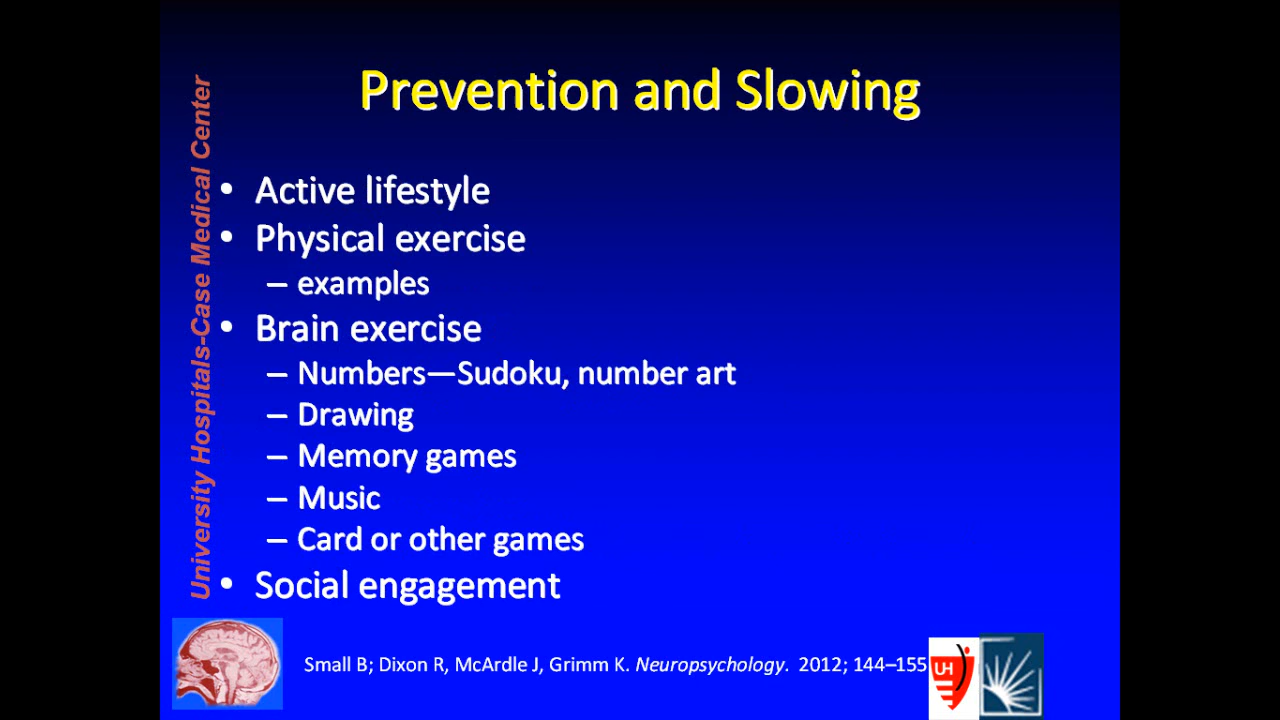 Prevention and Slowing
University Hospitals-Case Medical Center
• Active lifestyle
• Physical exercise
– examples
• Brain exercise
– Numbers—Sudoku, number art
– Drawing
– Memory games
– Music
– Card or other games
• Social engagement
Small B; Dixon R, McArdle J, Grimm K. Neuropsychology. 2012; 144–155
UH